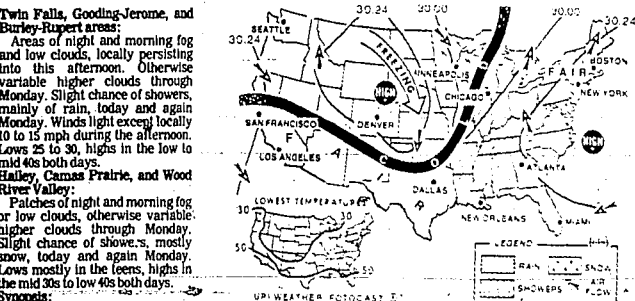 Twin Falls, Gooding-Jerome, and
Burley-Rupert areas:
Areas of night and morning fog
and low clouds, locally persisting
into this afternoon. Otherwise
variable higher clouds through
Monday. Slight chance of showers,
mainly of rain, today and again
Monday. Winds light except locally
10 to 15 mph during the afternoon.
Lows 25 to 30, highs in the low to
mid 40s both days.
Hailey, Camas Prairie, and Wood
River Valley:
Patches of night and morning fog
or low clouds, otherwise variable
higher clouds through Monday.
Slight chance of showers, mostly
snow, today and again Monday.
Lows mostly in the teens, highs in
the mid 30s to low 40s both days.
Synopsis:
30.24
30.24
30.00
30.00
30.24
SEATTLE
FREEZING
MINNEAPOLIS
BOSTON
FAIR
HIGH
CHICAGO
NEW YORK
SAN FRANCISCO
DENVER
HIGH
FAIR
LOS ANGELES
ATLANTA
DALLAS
LOWEST TEMPERATURES
NEW ORLEANS
MIAMI
30
30
50
50
LEGEND
RAIN
SNOW
SHOWERS
AIR FLOW
UPI WEATHER FOTOCAST